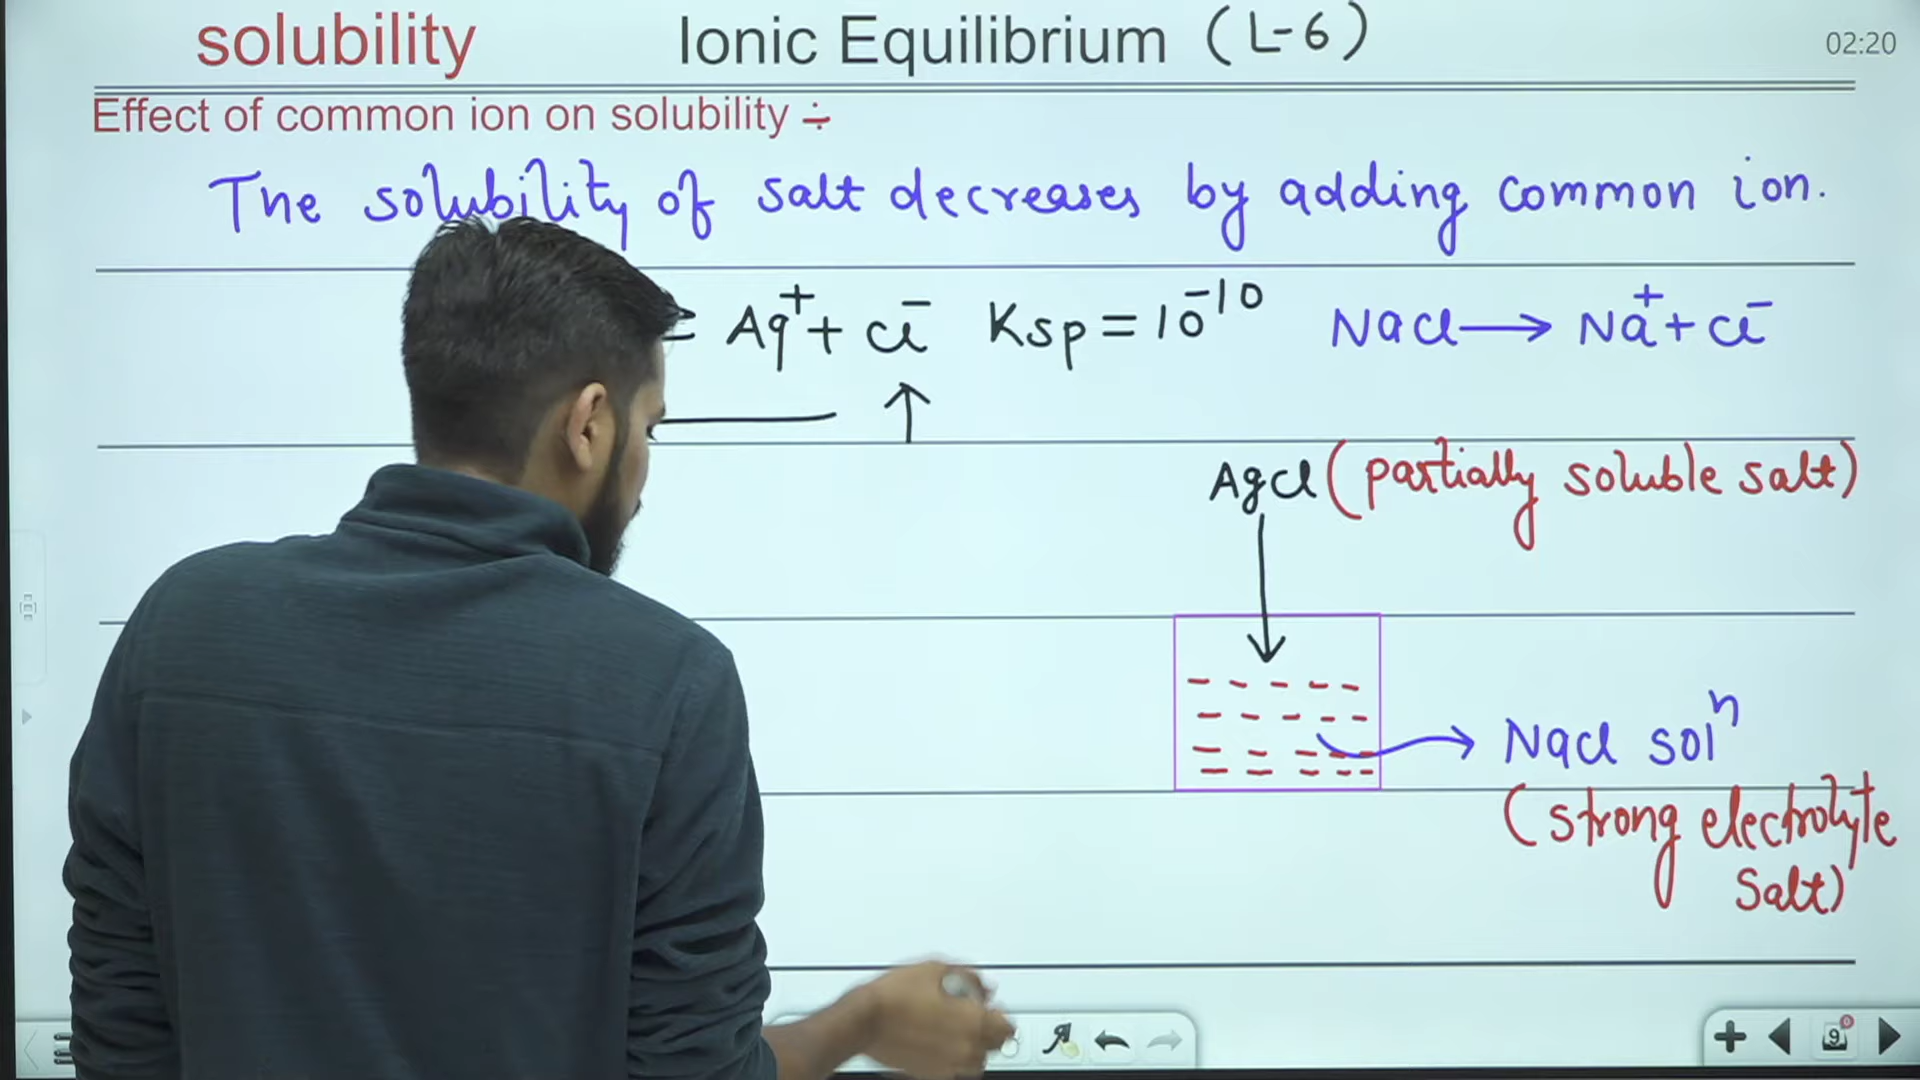 solubility Ionic Equilibrium (L-6) 02:20
Effect of common ion on solubility ÷
The solubility of salt decreases by adding common ion.
⇌ Ag⁺ + Cl⁻ Ksp = 10⁻¹⁰ NaCl → Na⁺ + Cl⁻
↑
AgCl (partially soluble salt)
NaCl solⁿ
(strong electrolyte
salt)
9
0